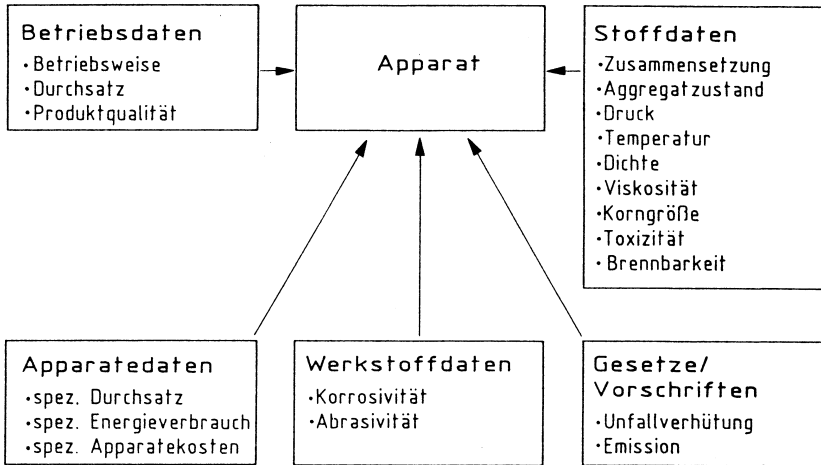 Betriebsdaten
·Betriebsweise
·Durchsatz
·Produktqualität
Apparat
Stoffdaten
·Zusammensetzung
·Aggregatzustand
·Druck
·Temperatur
·Dichte
·Viskosität
·Korngröße
·Toxizität
·Brennbarkeit
Apparatedaten
·spez. Durchsatz
·spez. Energieverbrauch
·spez. Apparatekosten
Werkstoffdaten
·Korrosivität
·Abrasivität
Gesetze/
Vorschriften
·Unfallverhütung
·Emission